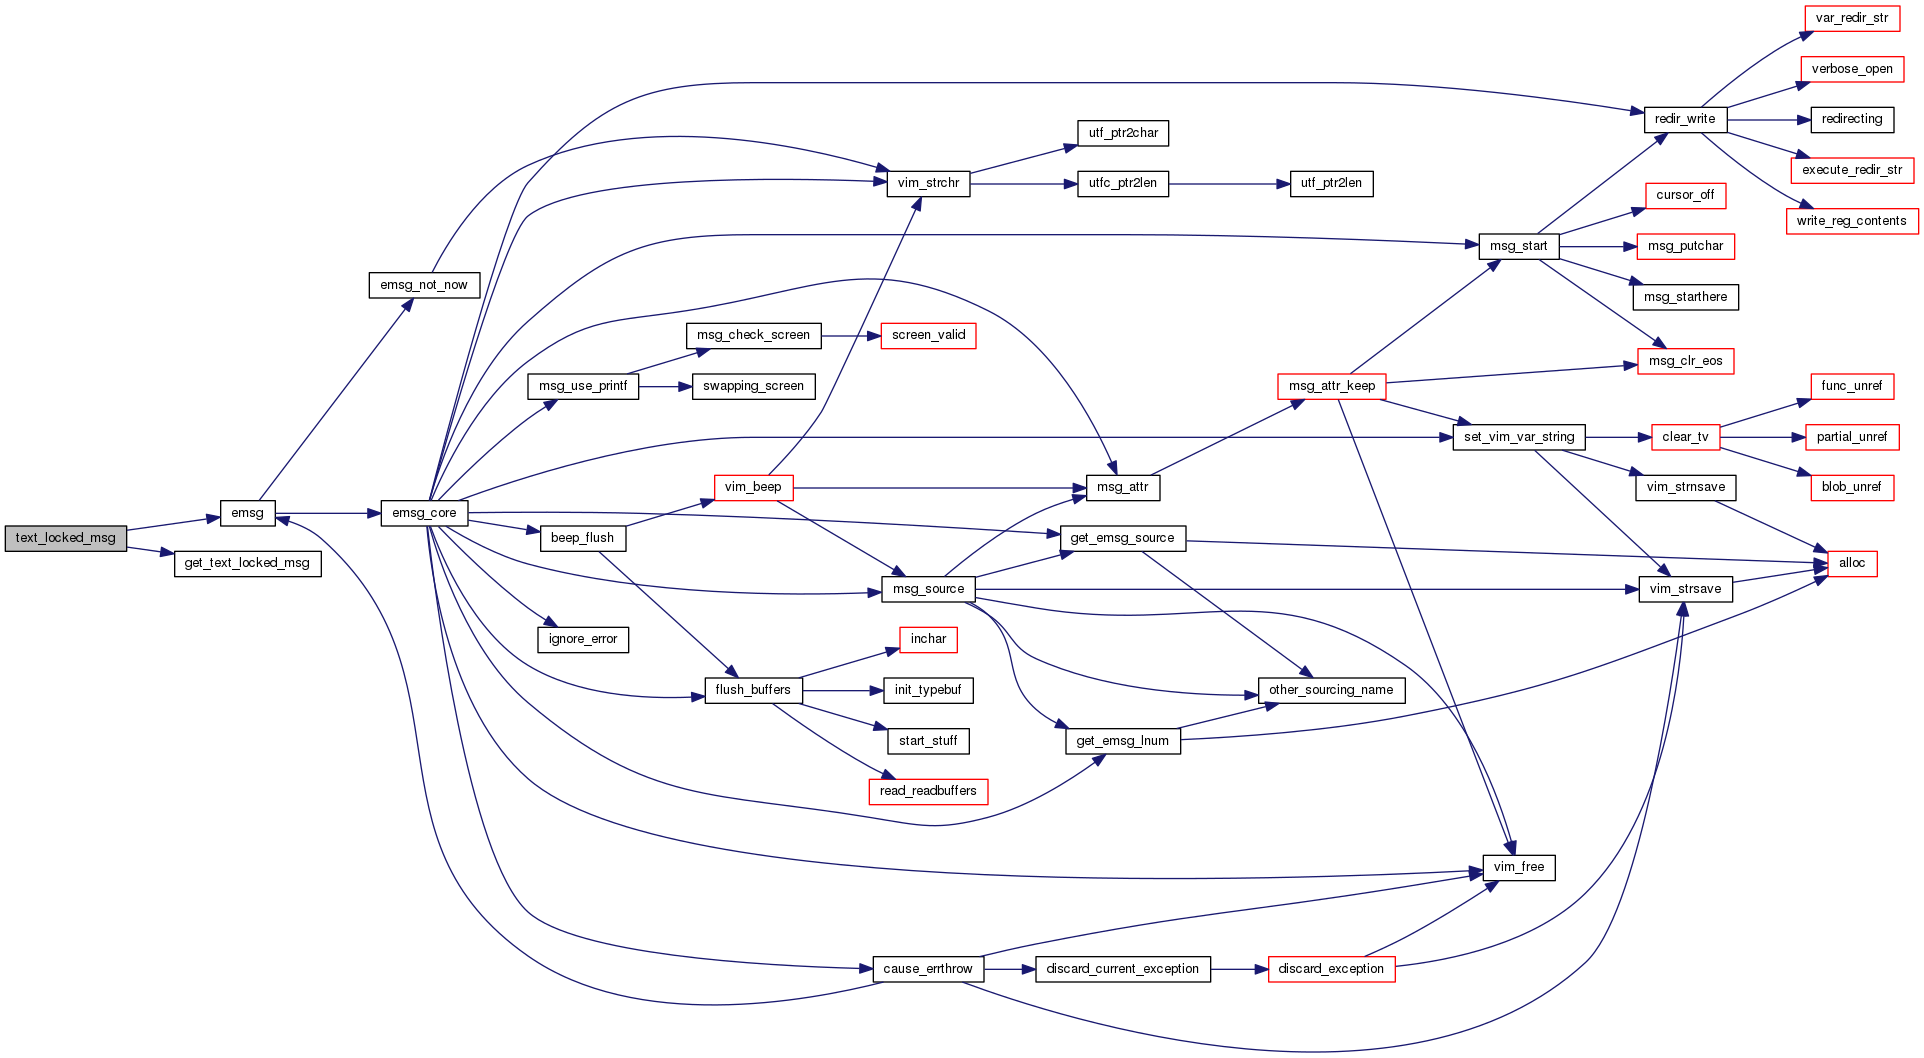 var_redir_str
verbose_open
redir_write
redirecting
utf_ptr2char
execute_redir_str
vim_strchr
utfc_ptr2len
utf_ptr2len
cursor_off
write_reg_contents
msg_start
msg_putchar
emsg_not_now
msg_starthere
msg_check_screen
screen_valid
msg_clr_eos
msg_use_printf
swapping_screen
msg_attr_keep
func_unref
set_vim_var_string
clear_tv
partial_unref
vim_beep
msg_attr
vim_strnsave
blob_unref
emsg
emsg_core
text_locked_msg
beep_flush
get_emsg_source
get_text_locked_msg
alloc
msg_source
vim_strsave
ignore_error
inchar
flush_buffers
init_typebuf
other_sourcing_name
start_stuff
get_emsg_lnum
read_readbuffers
vim_free
cause_errthrow
discard_current_exception
discard_exception